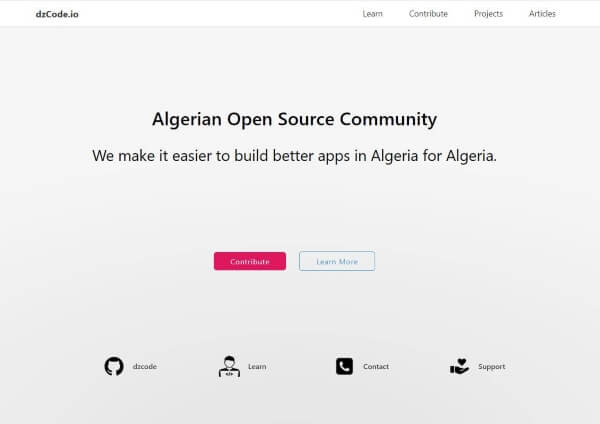 dzCode.io Learn Contribute Projects Articles
Algerian Open Source Community
We make it easier to build better apps in Algeria for Algeria.
Contribute Learn More
dzcode Learn Contact Support